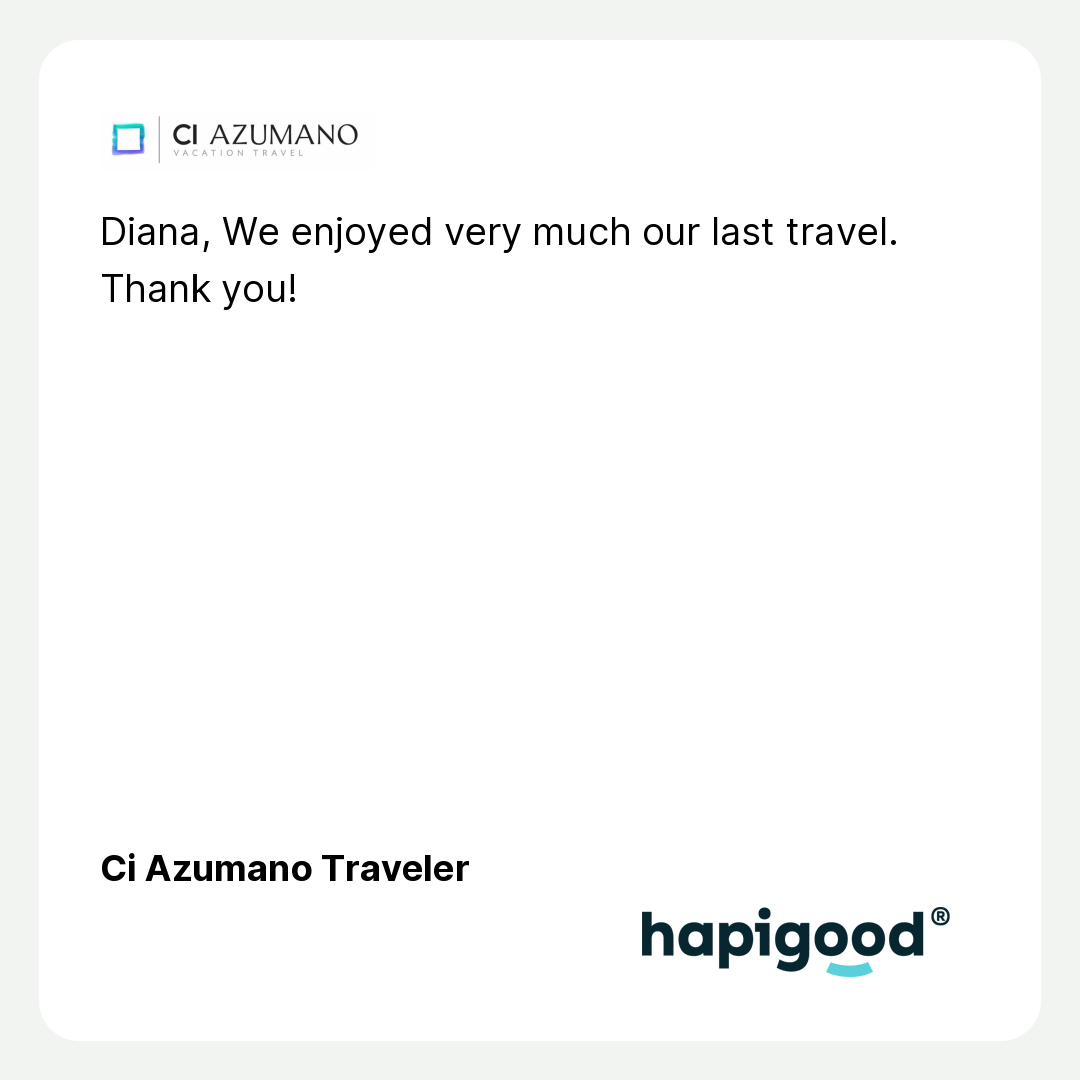 CI AZUMANO
VACATION TRAVEL
Diana, We enjoyed very much our last travel.
Thank you!
Ci Azumano Traveler
hapigood®